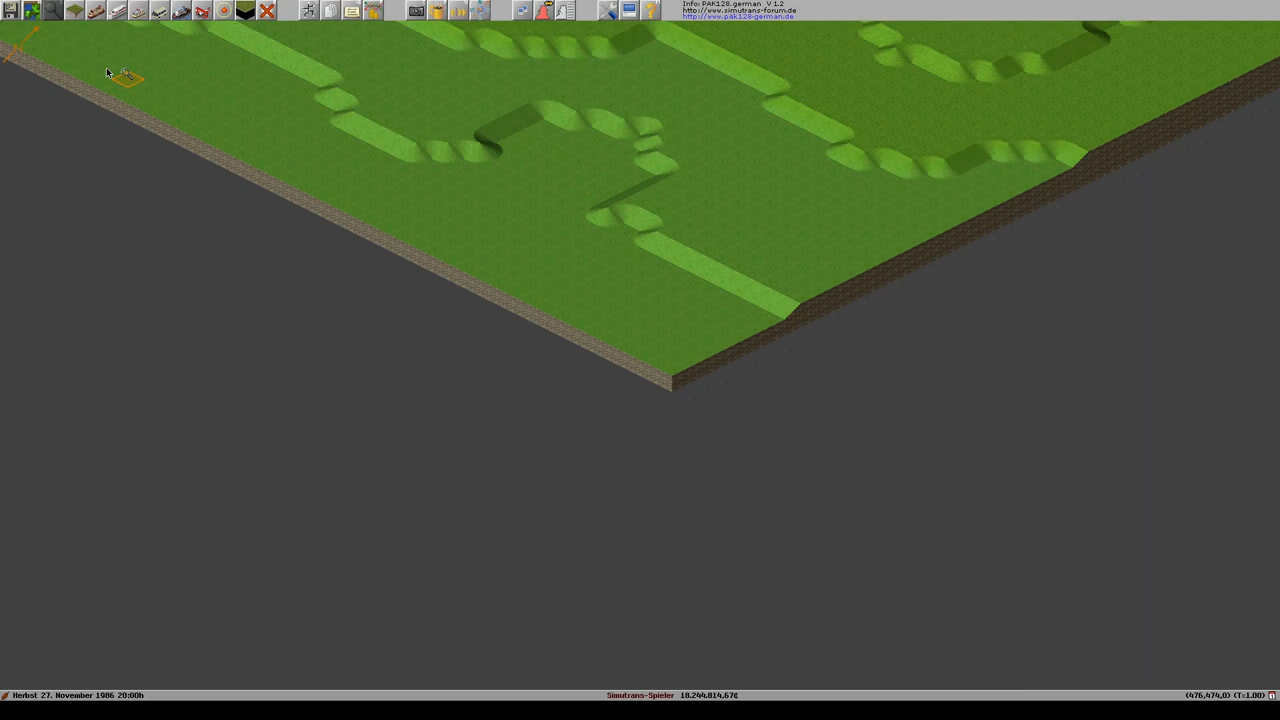 Info: PAK128.german V 1.2
http://www.simutrans-forum.de
http://www.pak128-german.de
Herbst 27. November 1986 20:00h
Simutrans-Spieler 18.244.814,67¢
(476,474,0) (T=1.00)